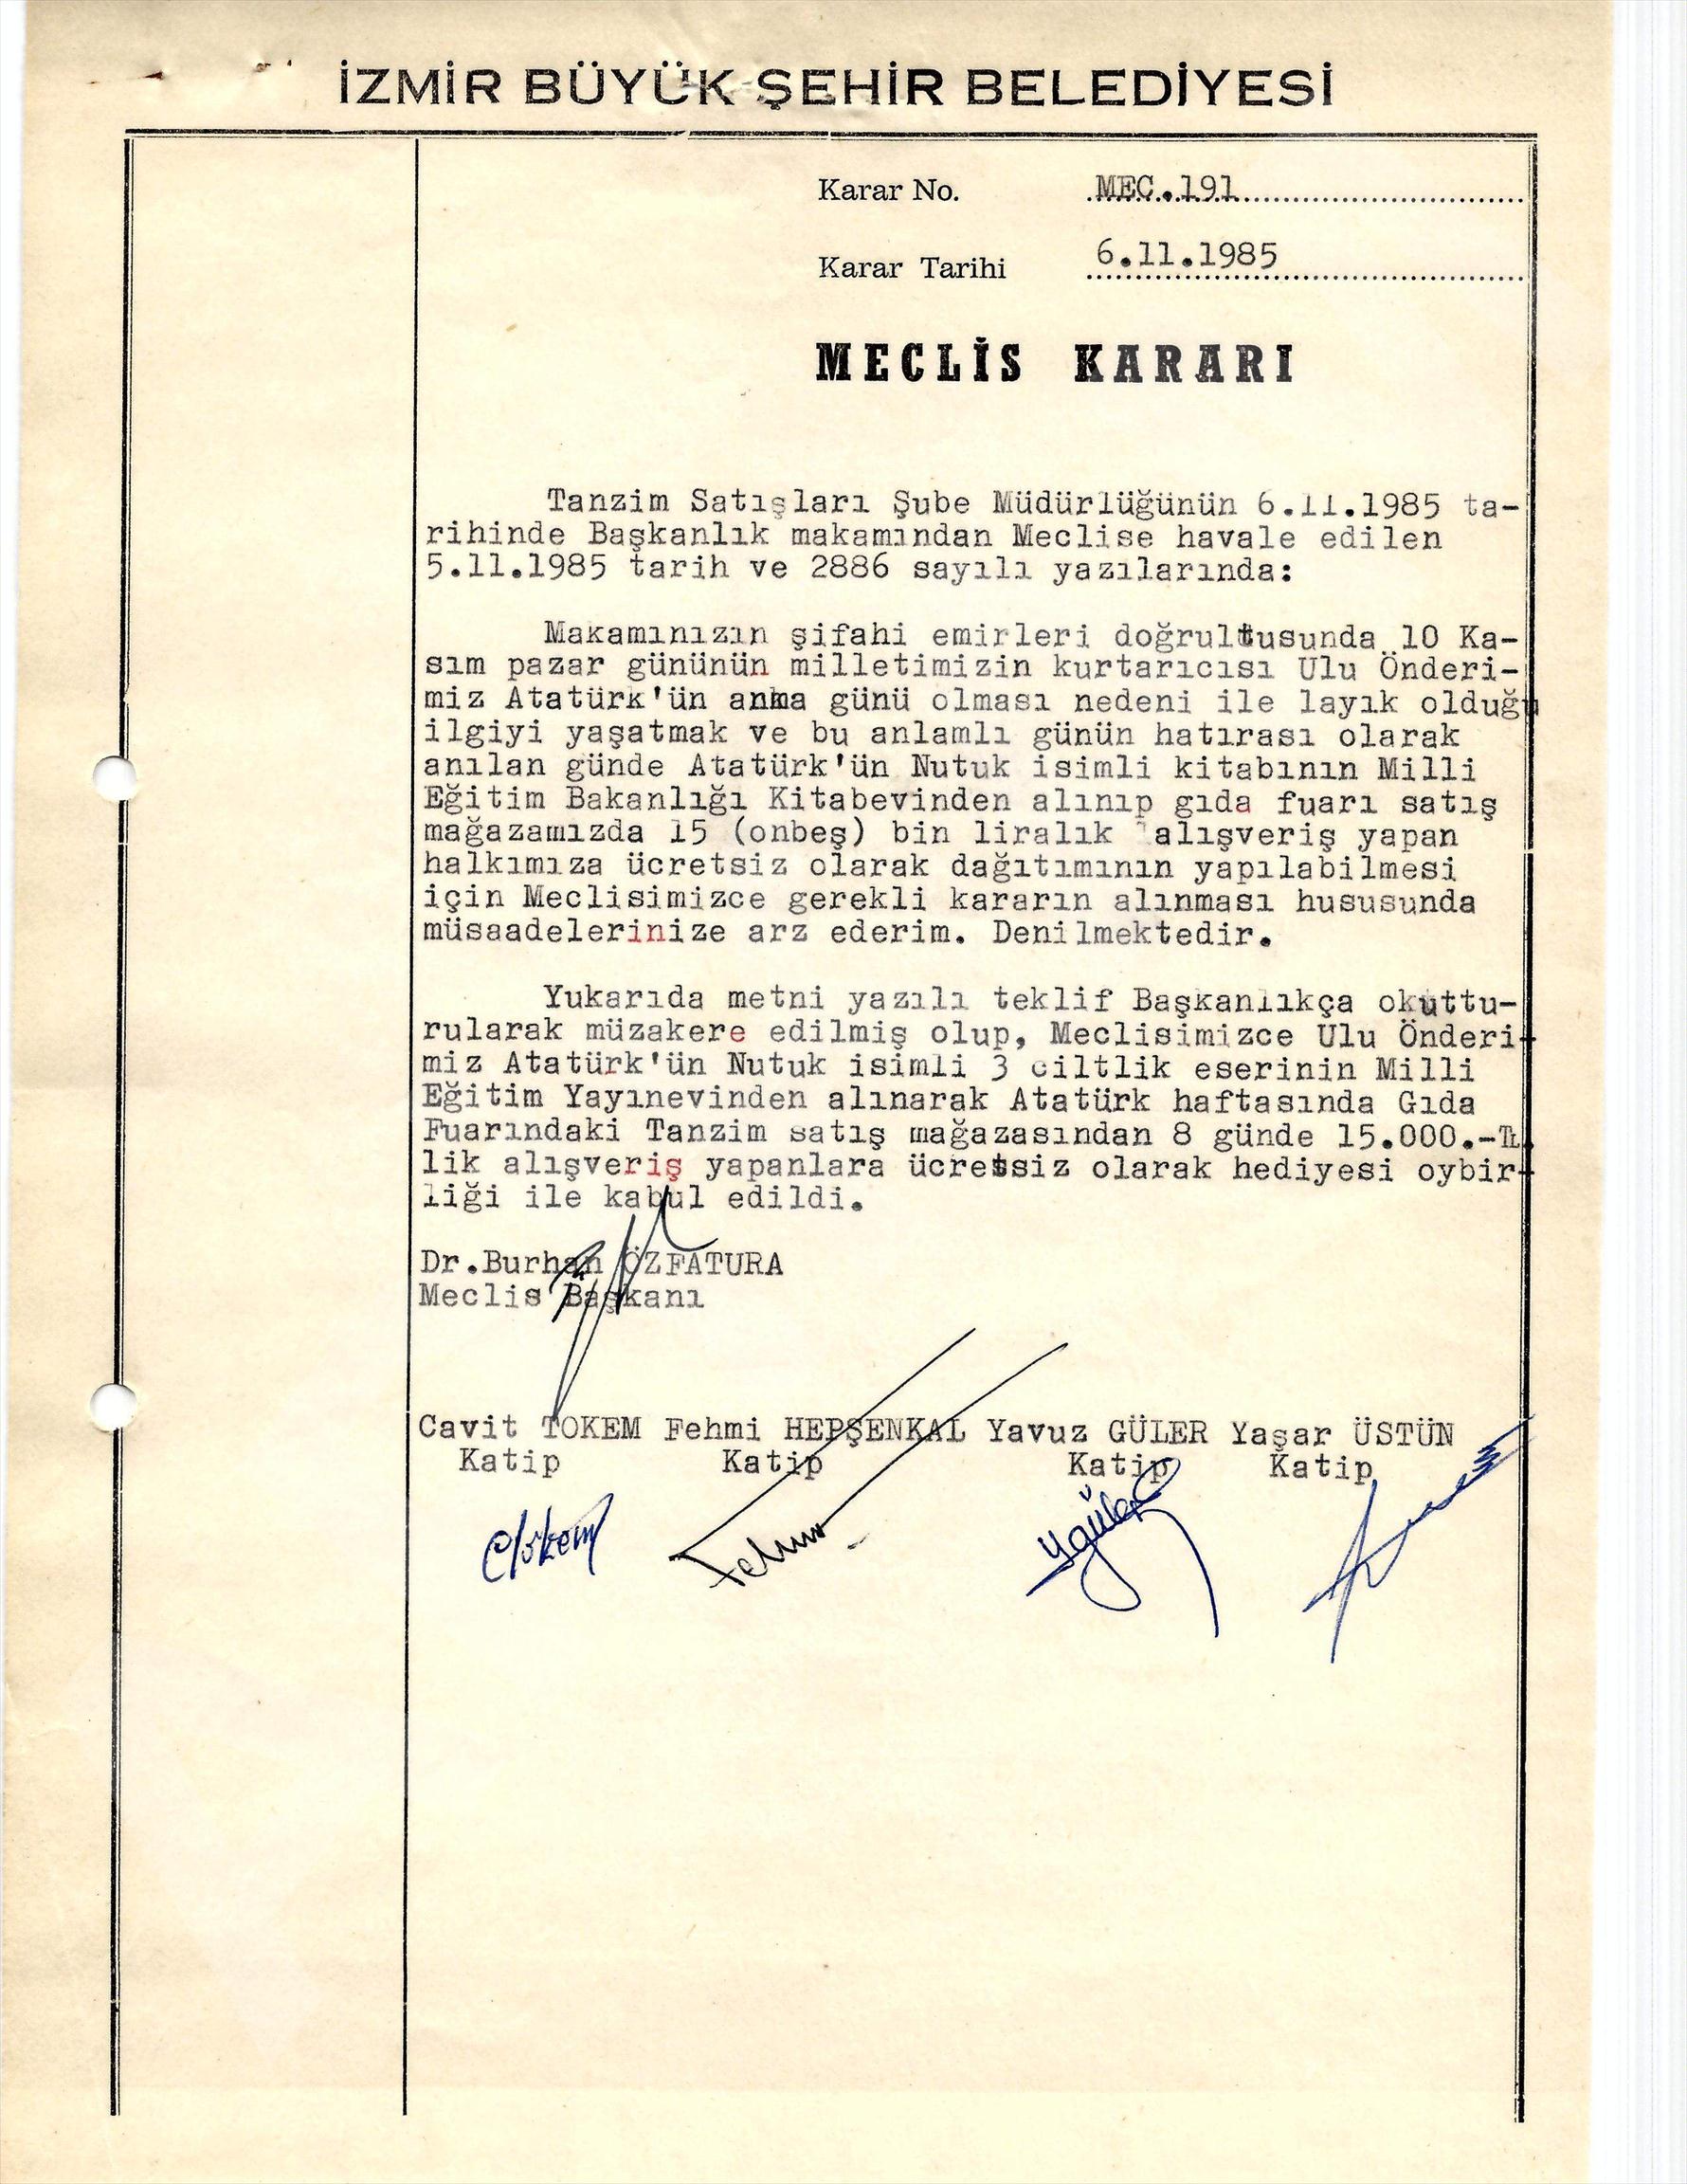 İZMİR BÜYÜK ŞEHİR BELEDİYESİ
Karar No. MEC.191
Karar Tarihi 6.11.1985
MECLİS KARARI
Tanzim Satışları Şube Müdürlüğünün 6.11.1985 ta-
rihinde Başkanlık makamından Meclise havale edilen
5.11.1985 tarih ve 2886 sayılı yazılarında:
Makamınızın şifahi emirleri doğrultusunda 10 Ka-
sım pazar gününün milletimizin kurtarıcısı Ulu Önderi-
miz Atatürk'ün anma günü olması nedeni ile layık olduğu
ilgiyi yaşatmak ve bu anlamlı günün hatırası olarak
anılan günde Atatürk'ün Nutuk isimli kitabının Milli
Eğitim Bakanlığı Kitabevinden alınıp gıda fuarı satış
mağazamızda 15 (onbeş) bin liralık alışveriş yapan
halkımıza ücretsiz olarak dağıtımının yapılabilmesi
için Meclisimizce gerekli kararın alınması hususunda
müsaadelerinize arz ederim. Denilmektedir.
Yukarıda metni yazılı teklif Başkanlıkça okuttu-
rularak müzakere edilmiş olup, Meclisimizce Ulu Önderi-
miz Atatürk'ün Nutuk isimli 3 ciltlik eserinin Milli
Eğitim Yayınevinden alınarak Atatürk haftasında Gıda
Fuarındaki Tanzim satış mağazasından 8 günde 15.000.-TL.
lik alışveriş yapanlara ücretsiz olarak hediyesi oybir-
liği ile kabul edildi.
Dr.Burhan ÖZFATURA
Meclis Başkanı
Cavit TOKEM Fehmi HEPŞENKAL Yavuz GÜLER Yaşar ÜSTÜN
Katip Katip Katip Katip